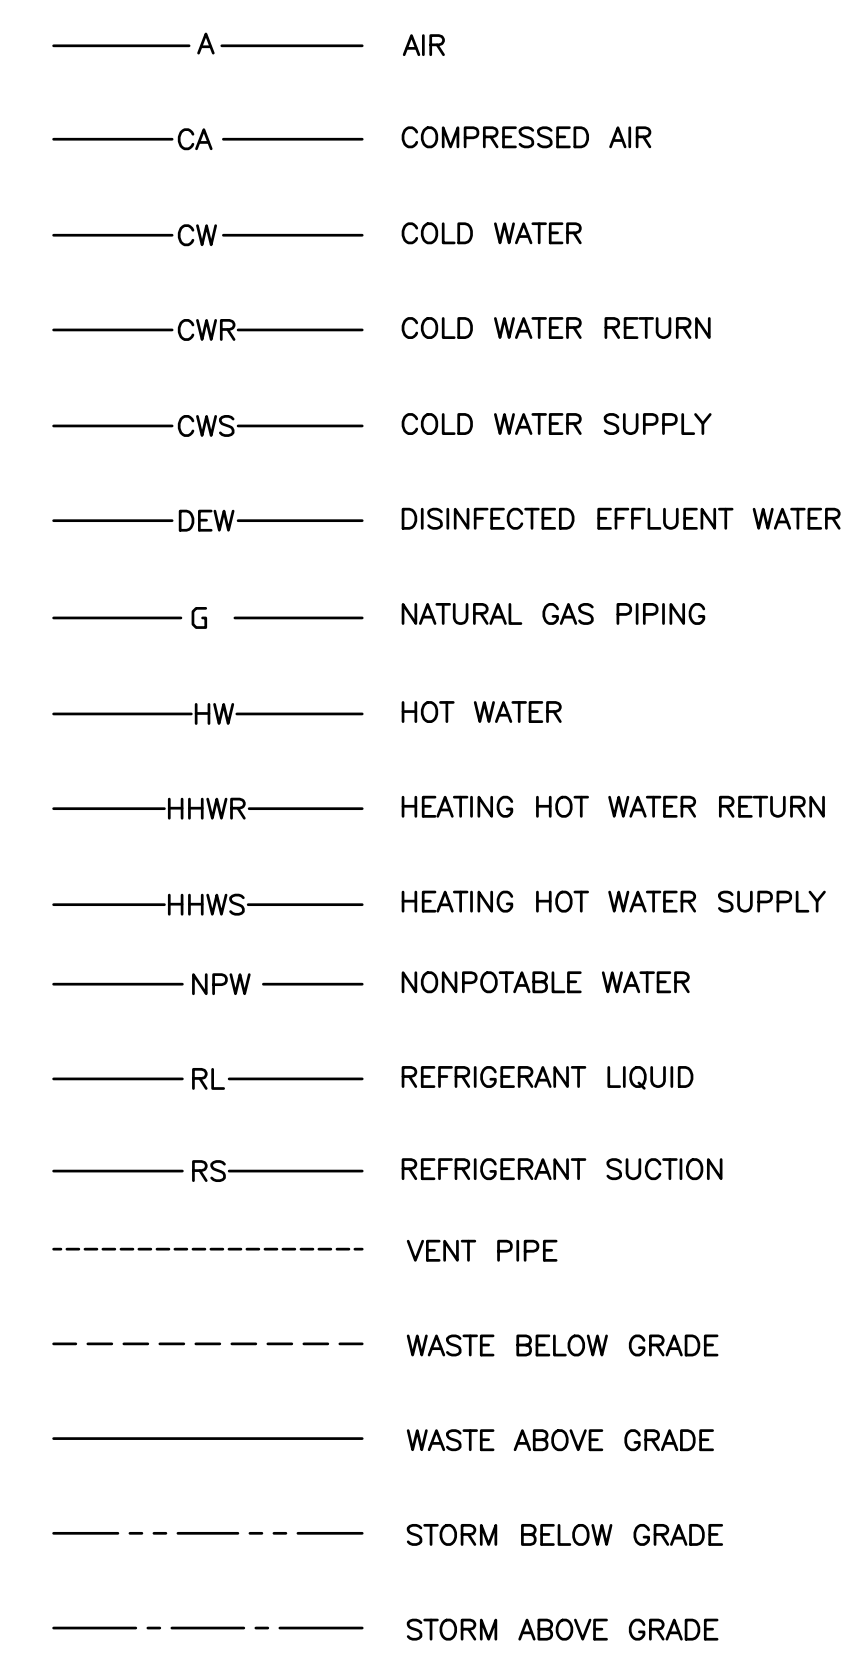 A AIR
CA COMPRESSED AIR
CW COLD WATER
CWR COLD WATER RETURN
CWS COLD WATER SUPPLY
DEW DISINFECTED EFFLUENT WATER
G NATURAL GAS PIPING
HW HOT WATER
HHWR HEATING HOT WATER RETURN
HHWS HEATING HOT WATER SUPPLY
NPW NONPOTABLE WATER
RL REFRIGERANT LIQUID
RS REFRIGERANT SUCTION
VENT PIPE
WASTE BELOW GRADE
WASTE ABOVE GRADE
STORM BELOW GRADE
STORM ABOVE GRADE